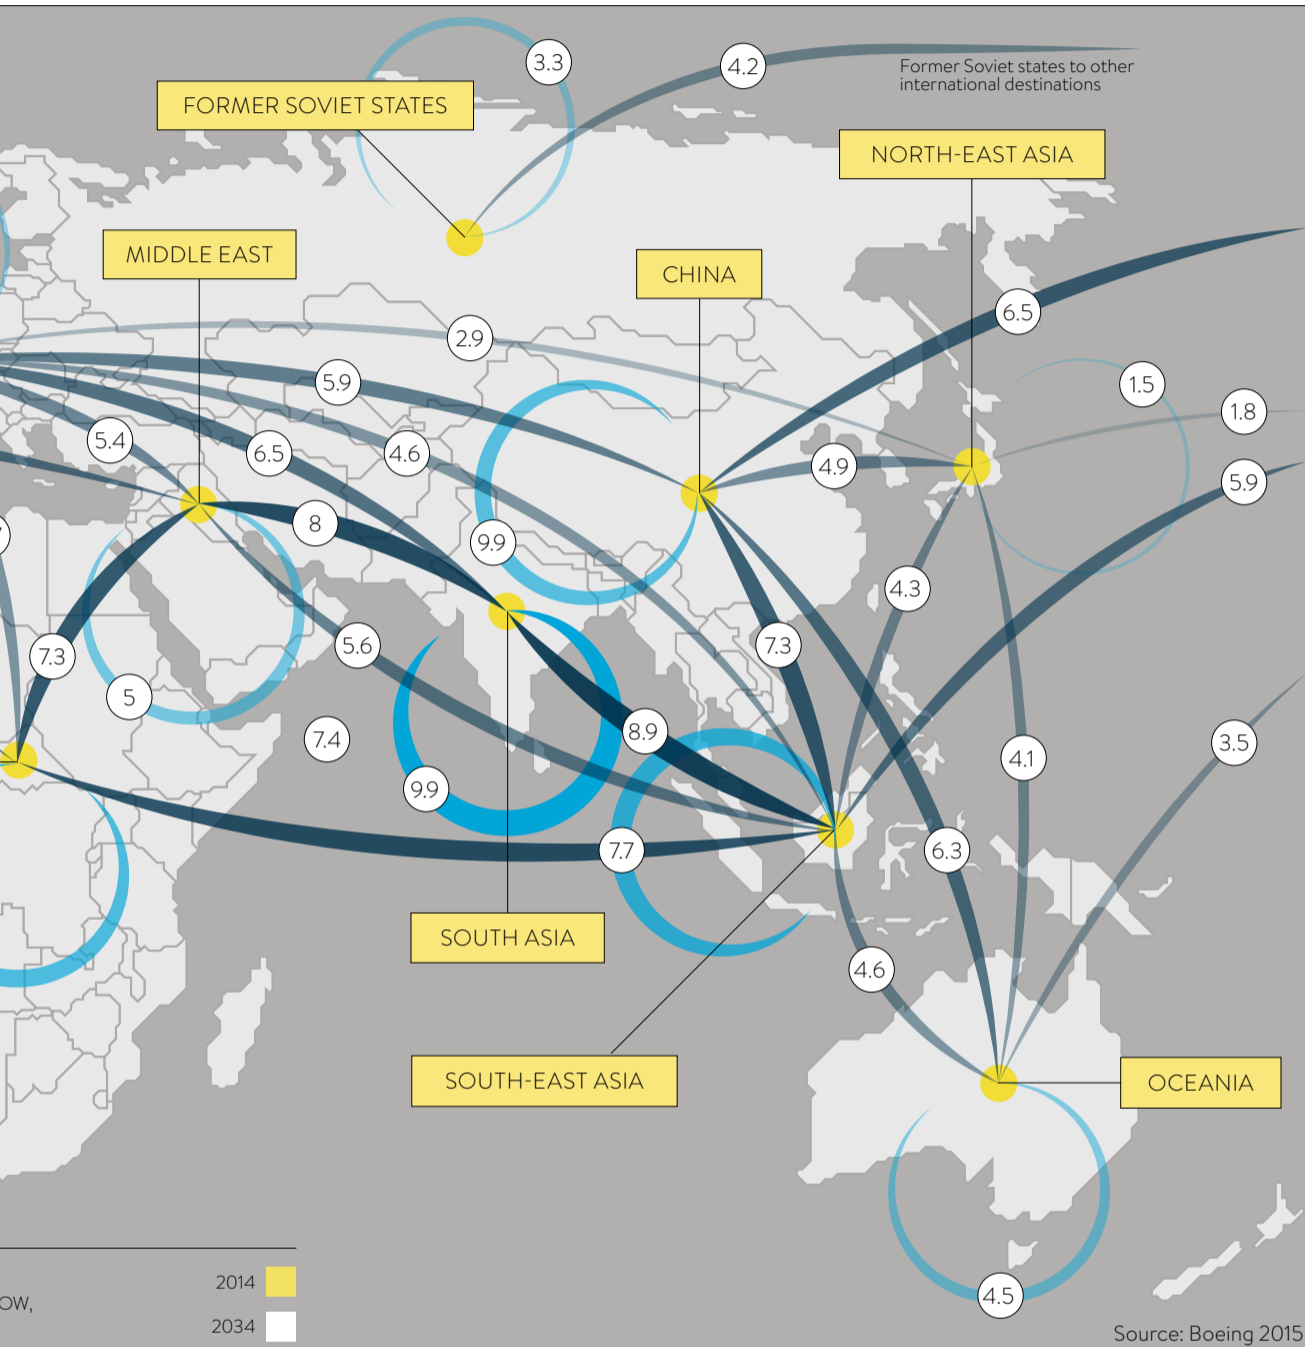 3.3
4.2
Former Soviet states to other
international destinations
FORMER SOVIET STATES
NORTH-EAST ASIA
MIDDLE EAST
CHINA
6.5
2.9
5.9
1.5
1.8
5.4
6.5
4.6
4.9
5.9
8
9.9
4.3
7.3
5.6
7.3
5
7.4
8.9
3.5
4.1
9.9
7.7
6.3
SOUTH ASIA
4.6
SOUTH-EAST ASIA
OCEANIA
2014
4.5
OW,
2034
Source: Boeing 2015